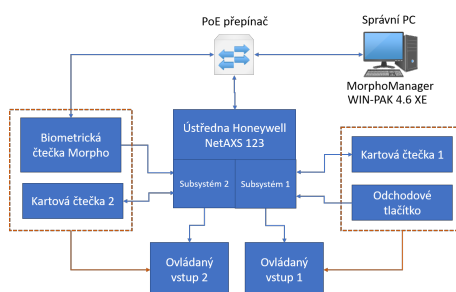 PoE přepínač
Správní PC
MorphoManager
WIN-PAK 4.6 XE
Ústředna Honeywell
NetAXS 123
Biometrická
čtečka Morpho
Kartová čtečka 1
Subsystém 2
Subsystém 1
Kartová čtečka 2
Odchodové
tlačítko
Ovládaný
vstup 2
Ovládaný
vstup 1